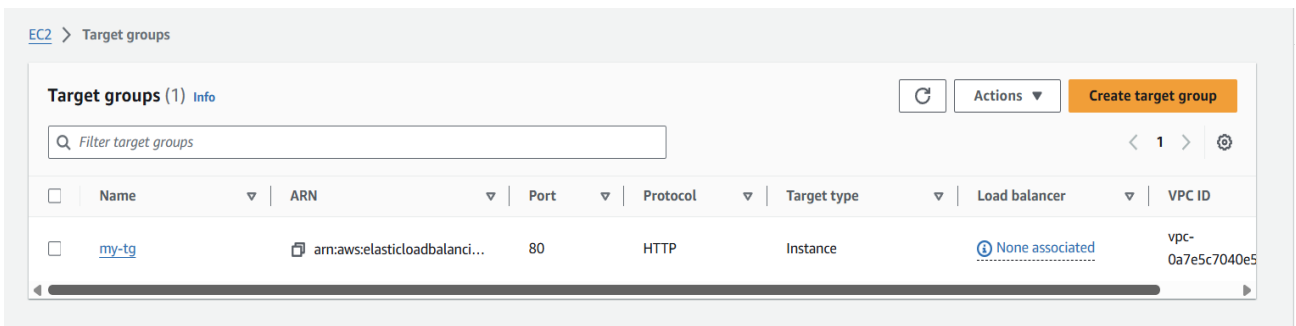 EC2 > Target groups
Target groups (1) Info
Actions ▼ Create target group
Filter target groups
< 1 >
Name ARN Port Protocol Target type Load balancer VPC ID
my-tg arn:aws:elasticloadbalanci... 80 HTTP Instance None associated vpc-
0a7e5c7040e5